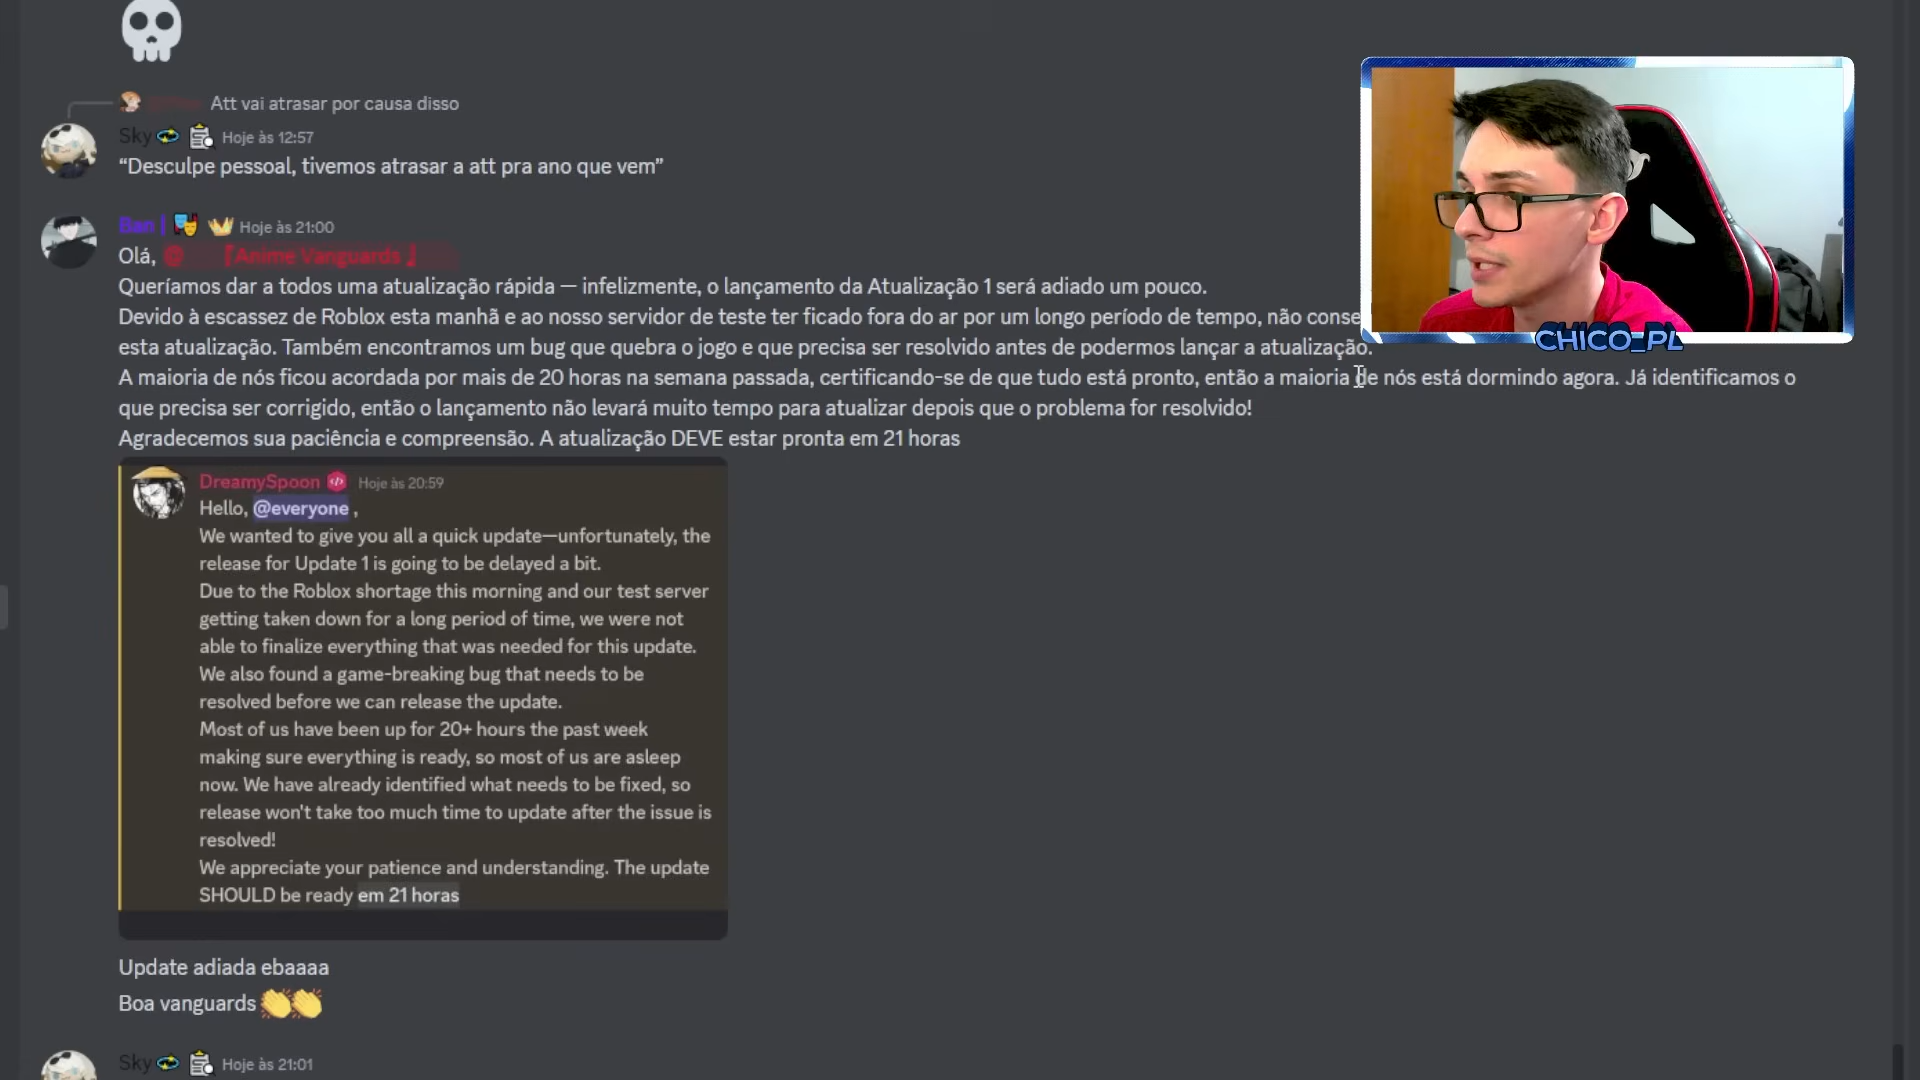 Att vai atrasar por causa disso
Sky Hoje às 12:57
“Desculpe pessoal, tivemos atrasar a att pra ano que vem”
Ban | Hoje às 21:00
Olá, @ 『Anime Vanguards 』
Queríamos dar a todos uma atualização rápida — infelizmente, o lançamento da Atualização 1 será adiado um pouco.
Devido à escassez de Roblox esta manhã e ao nosso servidor de teste ter ficado fora do ar por um longo período de tempo, não conse
esta atualização. Também encontramos um bug que quebra o jogo e que precisa ser resolvido antes de podermos lançar a atualização.
CHICO_PL
A maioria de nós ficou acordada por mais de 20 horas na semana passada, certificando-se de que tudo está pronto, então a maioria de nós está dormindo agora. Já identificamos o
que precisa ser corrigido, então o lançamento não levará muito tempo para atualizar depois que o problema for resolvido!
Agradecemos sua paciência e compreensão. A atualização DEVE estar pronta em 21 horas
DreamySpoon Hoje às 20:59
Hello, @everyone ,
We wanted to give you all a quick update—unfortunately, the
release for Update 1 is going to be delayed a bit.
Due to the Roblox shortage this morning and our test server
getting taken down for a long period of time, we were not
able to finalize everything that was needed for this update.
We also found a game-breaking bug that needs to be
resolved before we can release the update.
Most of us have been up for 20+ hours the past week
making sure everything is ready, so most of us are asleep
now. We have already identified what needs to be fixed, so
release won't take too much time to update after the issue is
resolved!
We appreciate your patience and understanding. The update
SHOULD be ready em 21 horas
Update adiada ebaaaa
Boa vanguards
Sky Hoje às 21:01